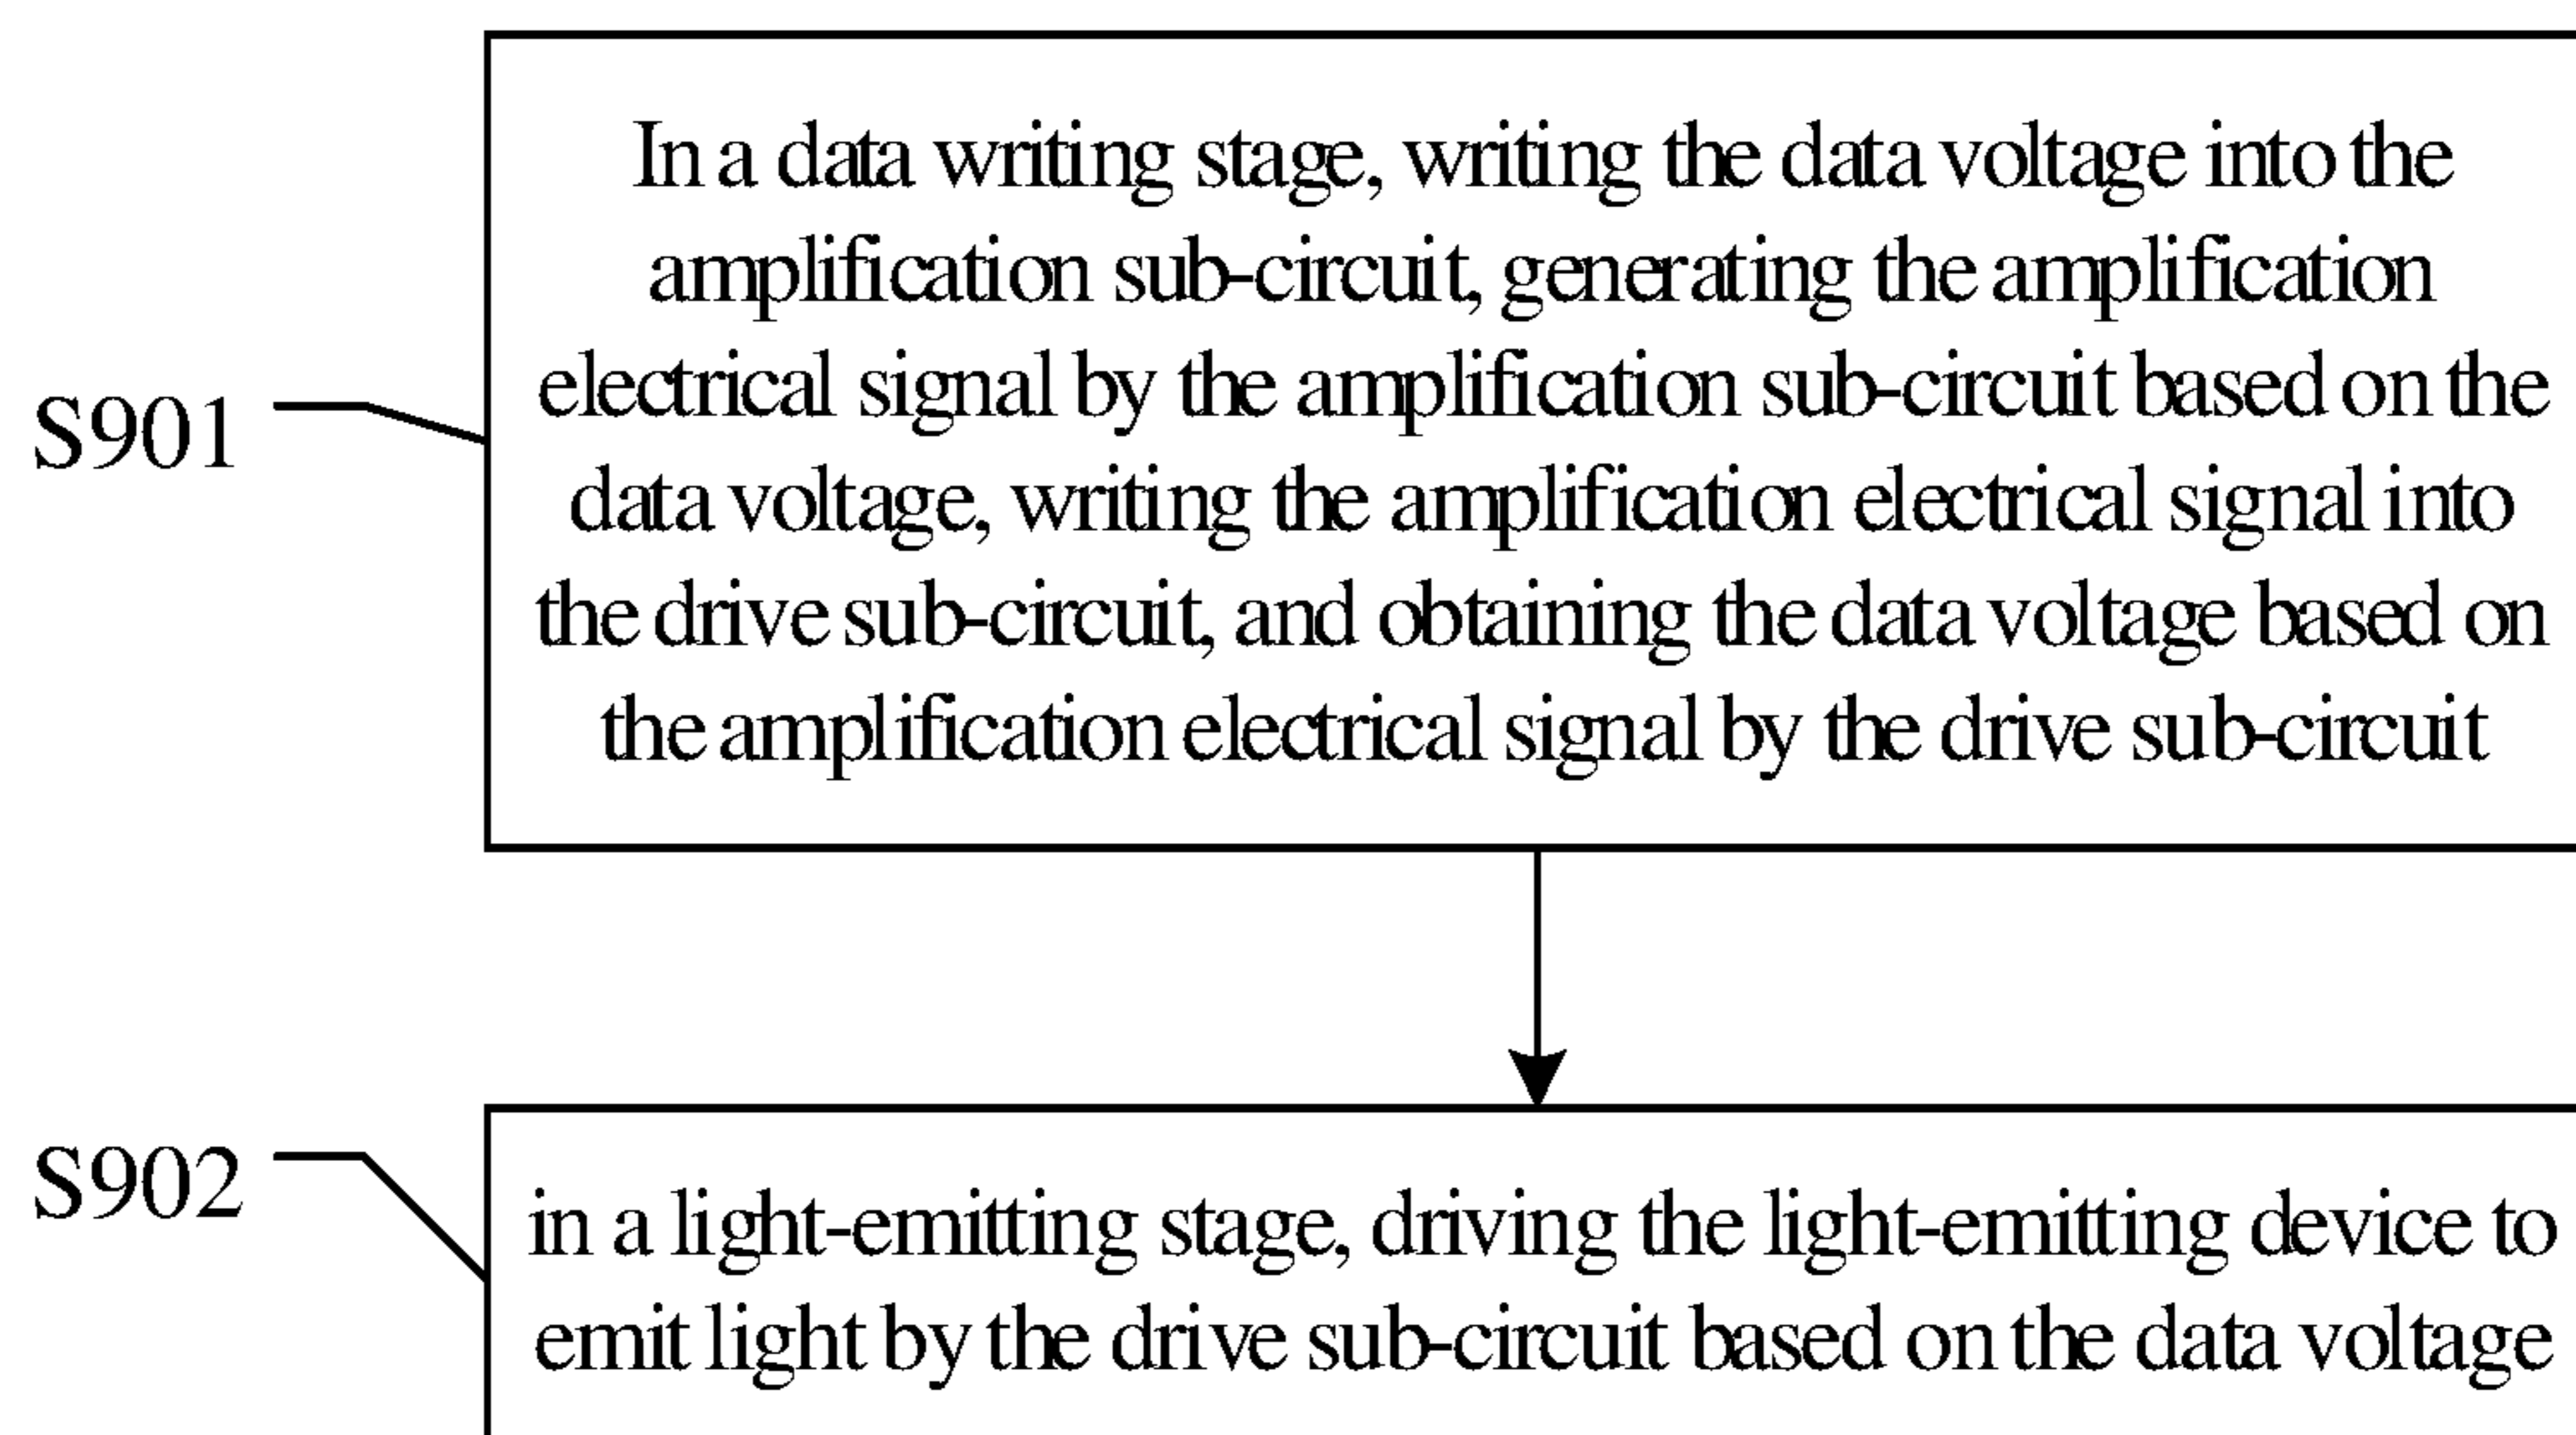 In a data writing stage, writing the data voltage into the
amplification sub-circuit, generating the amplification
electrical signal by the amplification sub-circuit based on the
S901
data voltage, writing the amplification electrical signal into
the drive sub-circuit, and obtaining the data voltage based on
the amplification electrical signal by the drive sub-circuit
S902
in a light-emitting stage, driving the light-emitting device to
emit light by the drive sub-circuit based on the data voltage